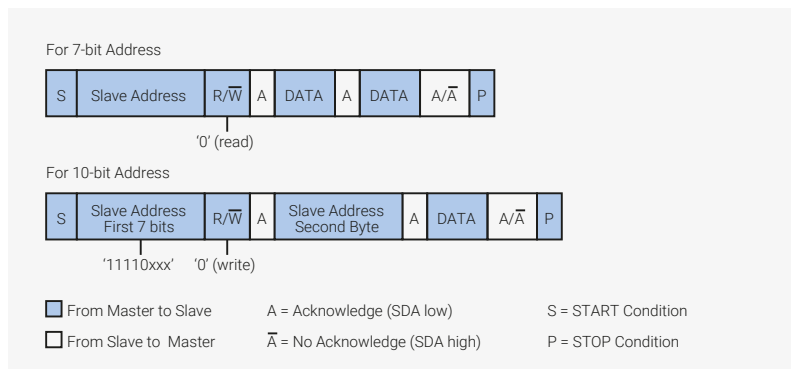 For 7-bit Address
S Slave Address R/W̅ A DATA A DATA A/A̅ P
'0' (read)
For 10-bit Address
S Slave Address First 7 bits R/W̅ A Slave Address Second Byte A DATA A/A̅ P
'11110xxx' '0' (write)
From Master to Slave A = Acknowledge (SDA low) S = START Condition
From Slave to Master A̅ = No Acknowledge (SDA high) P = STOP Condition